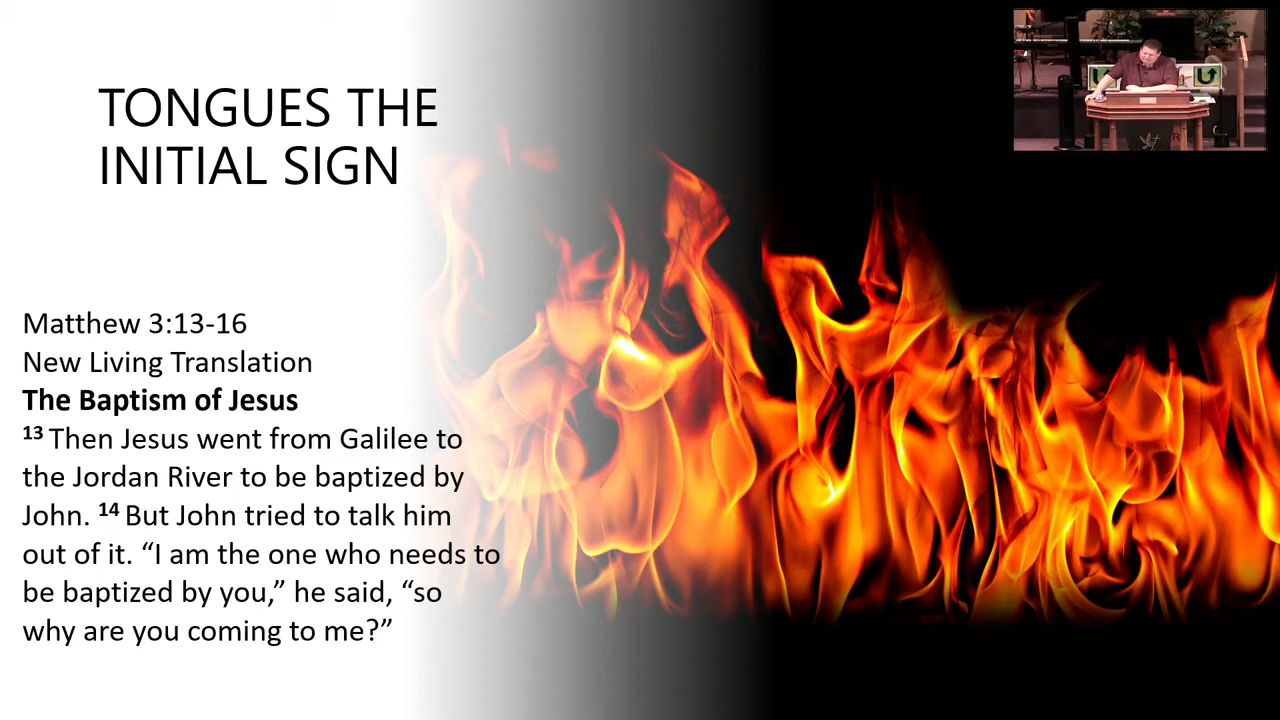 TONGUES THE
INITIAL SIGN
Matthew 3:13-16
New Living Translation
The Baptism of Jesus
13 Then Jesus went from Galilee to
the Jordan River to be baptized by
John. 14 But John tried to talk him
out of it. “I am the one who needs to
be baptized by you,” he said, “so
why are you coming to me?”